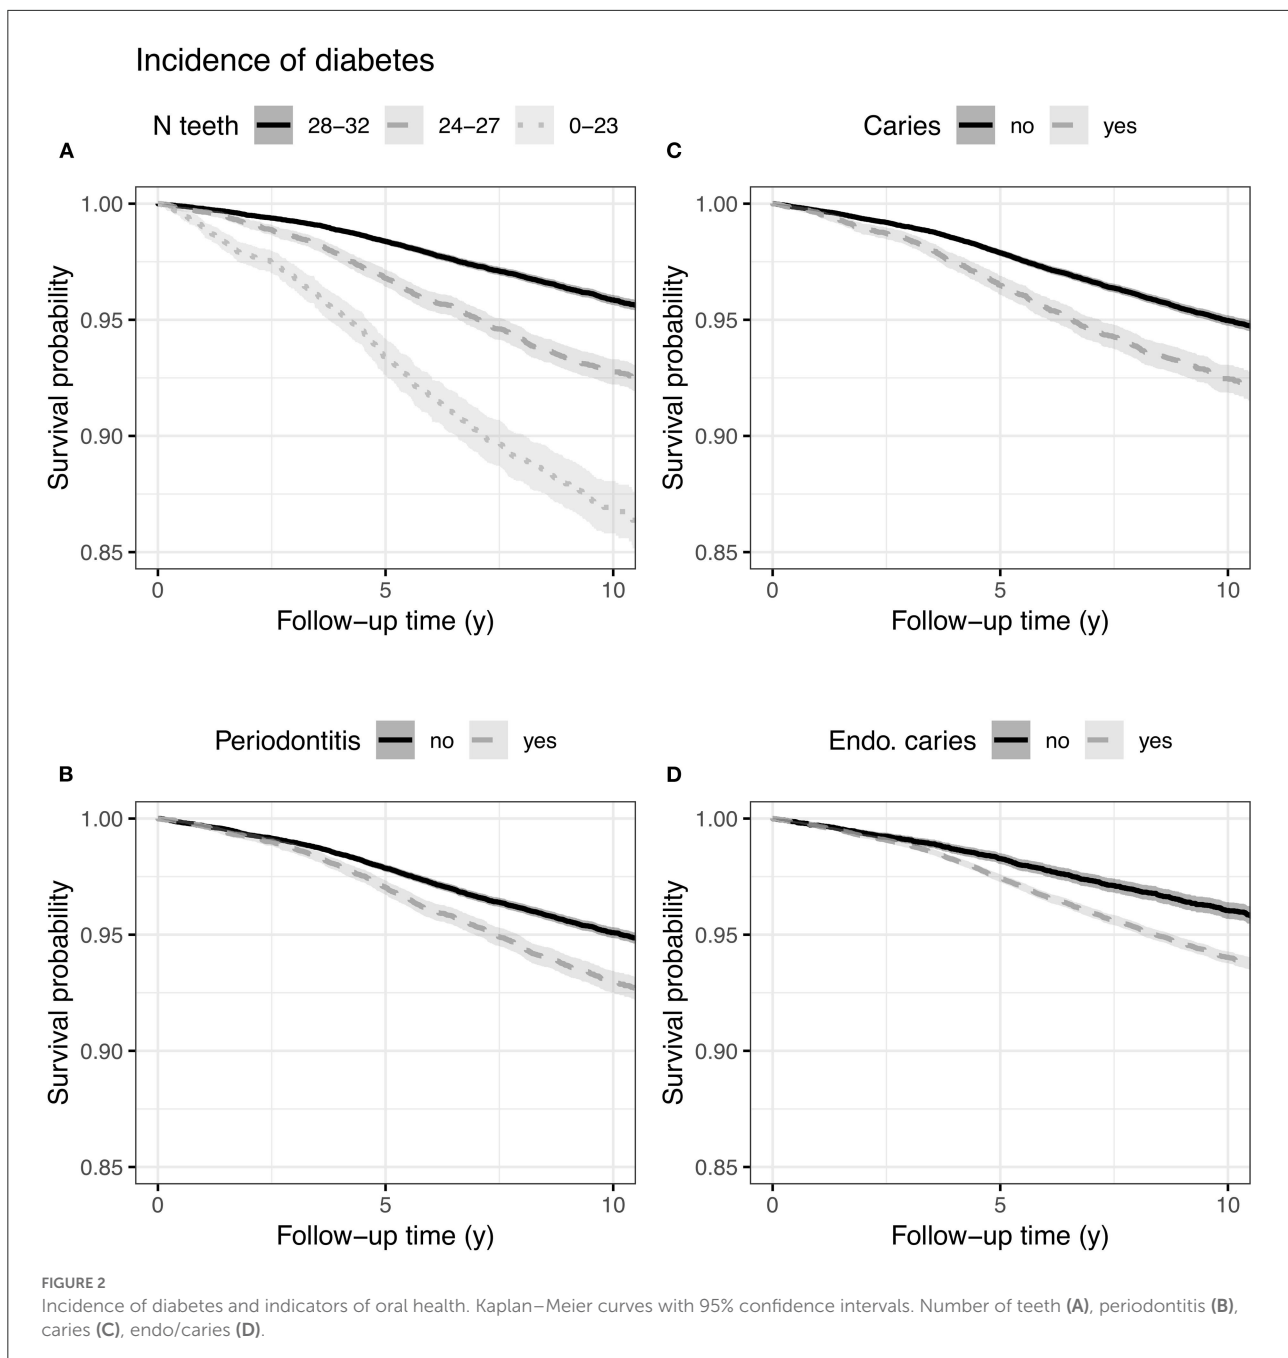 Incidence of diabetes
N teeth 28–32 24–27 0–23
A
Survival probability
1.00
0.95
0.90
0.85
0 5 10
Follow–up time (y)
Caries no yes
C
Survival probability
1.00
0.95
0.90
0.85
0 5 10
Follow–up time (y)
Periodontitis no yes
B
Survival probability
1.00
0.95
0.90
0.85
0 5 10
Follow–up time (y)
Endo. caries no yes
D
Survival probability
1.00
0.95
0.90
0.85
0 5 10
Follow–up time (y)
FIGURE 2
Incidence of diabetes and indicators of oral health. Kaplan–Meier curves with 95% confidence intervals. Number of teeth (A), periodontitis (B),
caries (C), endo/caries (D).